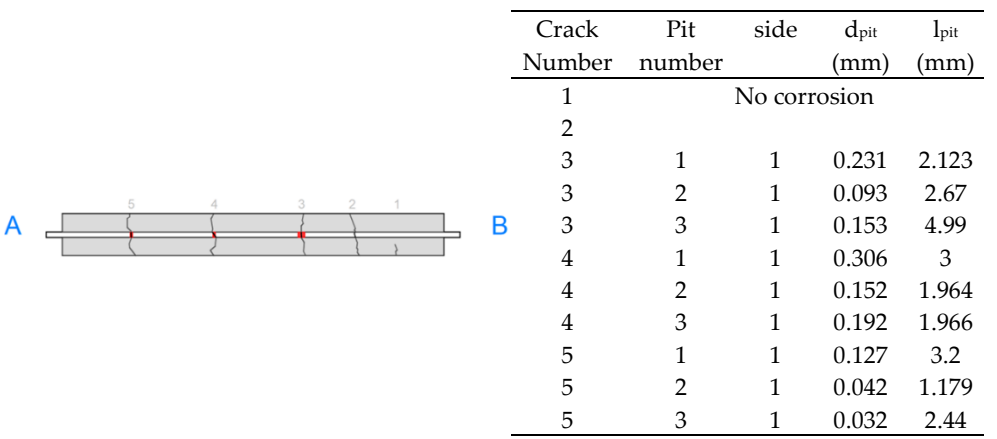 5 4 3 2 1
A B
Crack Pit side dpit lpit
Number number (mm) (mm)
1 No corrosion
2
3 1 1 0.231 2.123
3 2 1 0.093 2.67
3 3 1 0.153 4.99
4 1 1 0.306 3
4 2 1 0.152 1.964
4 3 1 0.192 1.966
5 1 1 0.127 3.2
5 2 1 0.042 1.179
5 3 1 0.032 2.44